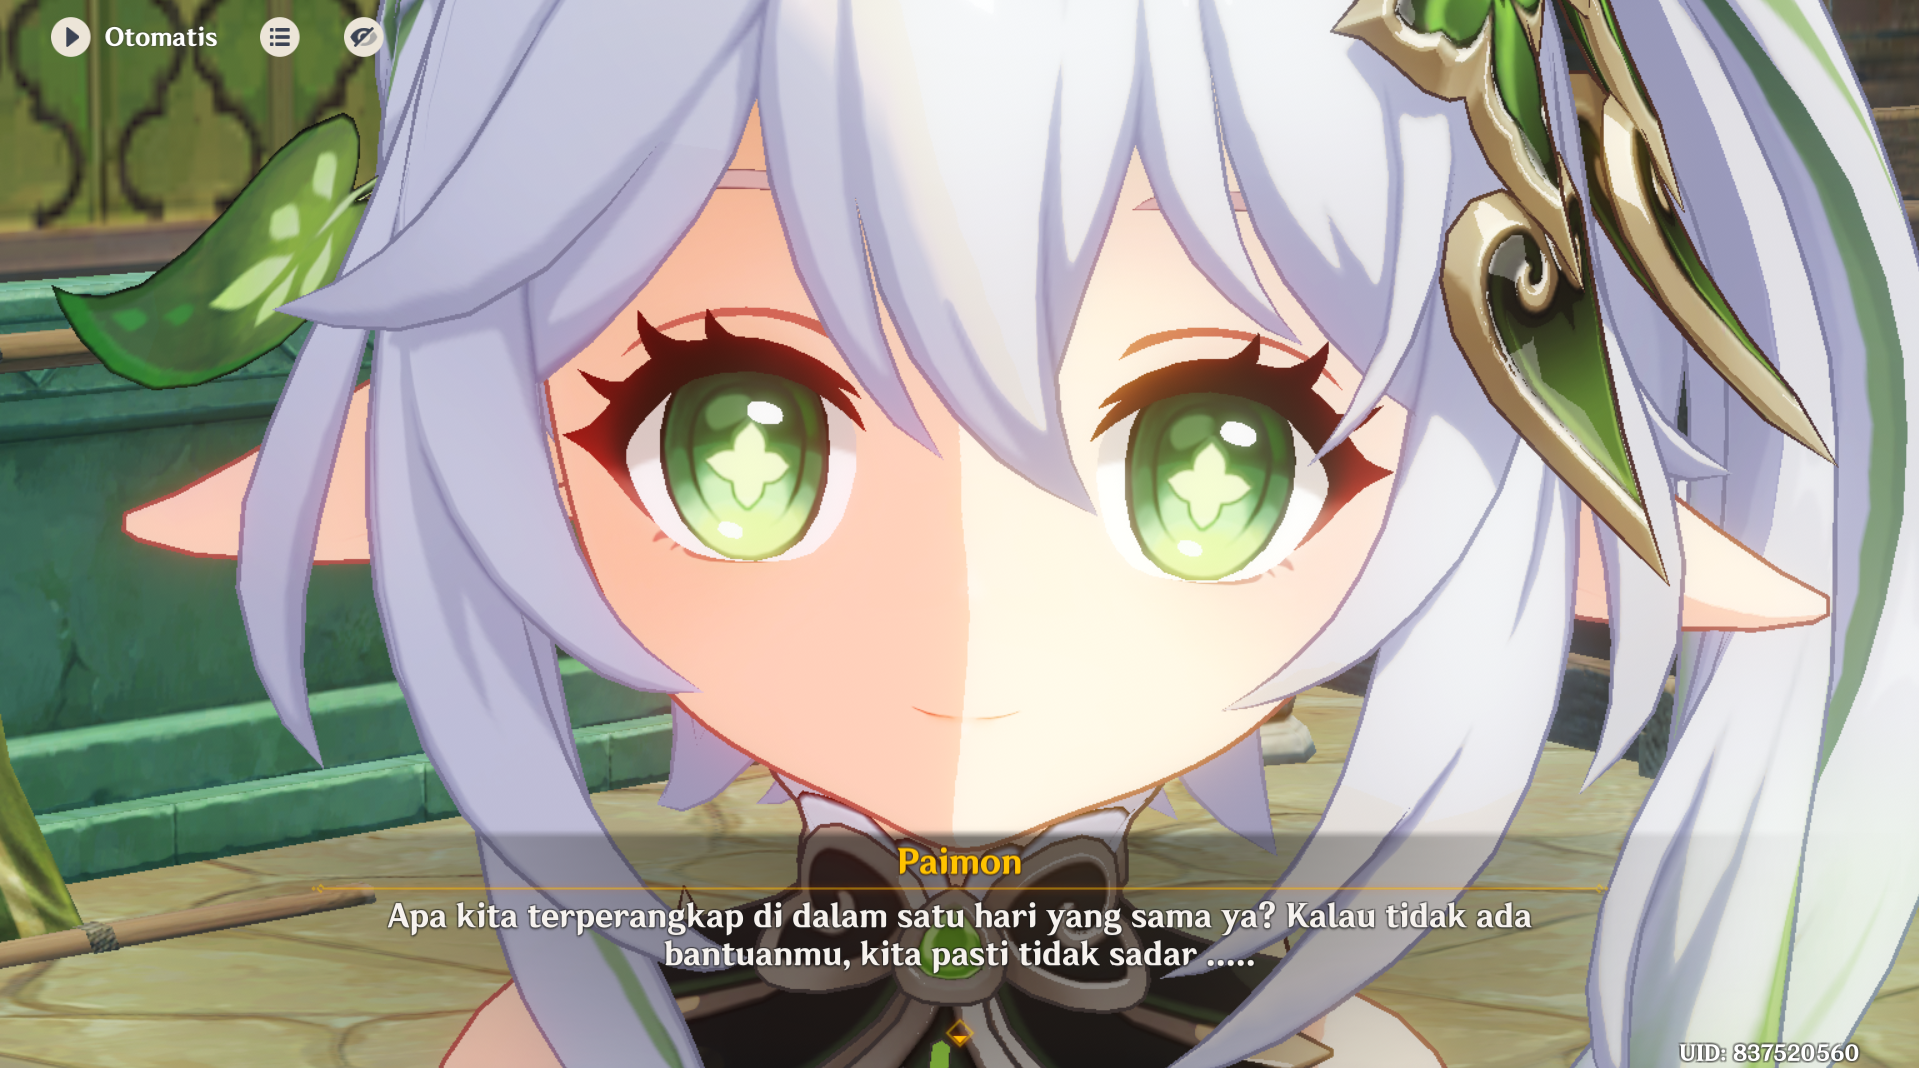 Otomatis
Paimon
Apa kita terperangkap di dalam satu hari yang sama ya? Kalau tidak ada
bantuanmu, kita pasti tidak sadar .....
UID: 837520560